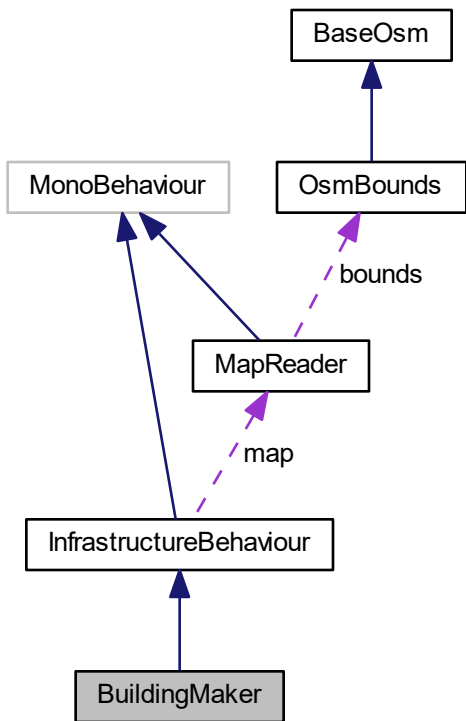 BaseOsm
MonoBehaviour
OsmBounds
bounds
MapReader
map
InfrastructureBehaviour
BuildingMaker